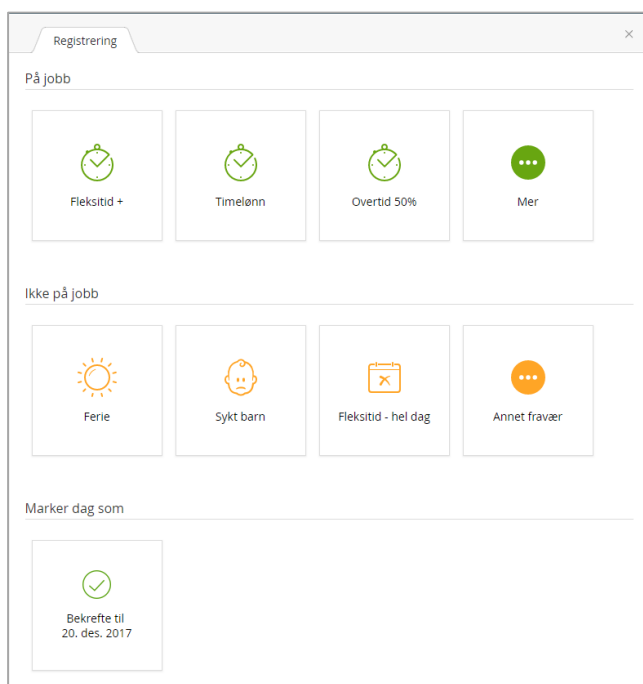 Registrering
På jobb
Fleksitid +
Timelønn
Overtid 50%
Mer
Ikke på jobb
Ferie
Sykt barn
Fleksitid - hel dag
Annet fravær
Marker dag som
Bekrefte til
20. des. 2017